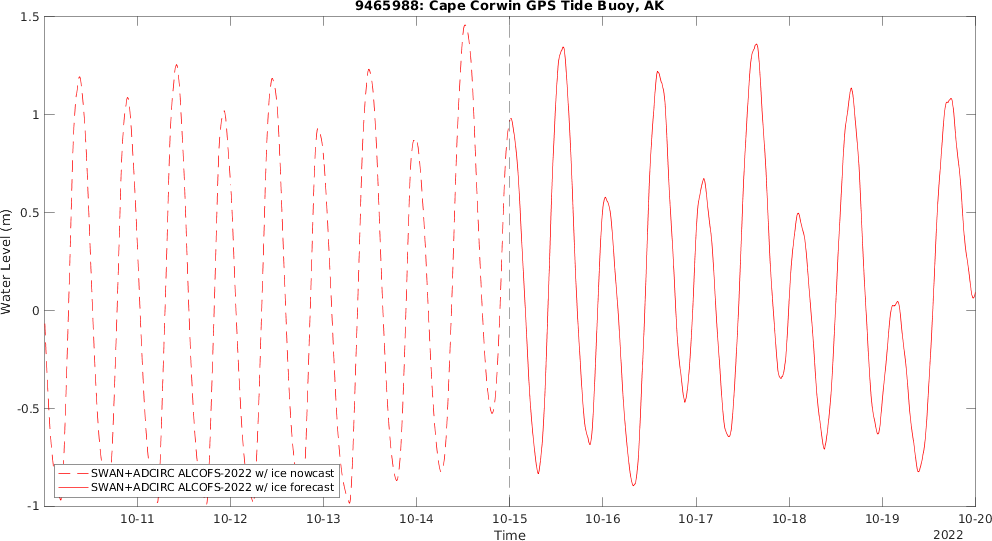 9465988: Cape Corwin GPS Tide Buoy, AK
Water Level (m)
1.5
1
0.5
0
-0.5
-1
SWAN+ADCIRC ALCOFS-2022 w/ ice nowcast
SWAN+ADCIRC ALCOFS-2022 w/ ice forecast
10-11 10-12 10-13 10-14 10-15 10-16 10-17 10-18 10-19 10-20
Time
2022